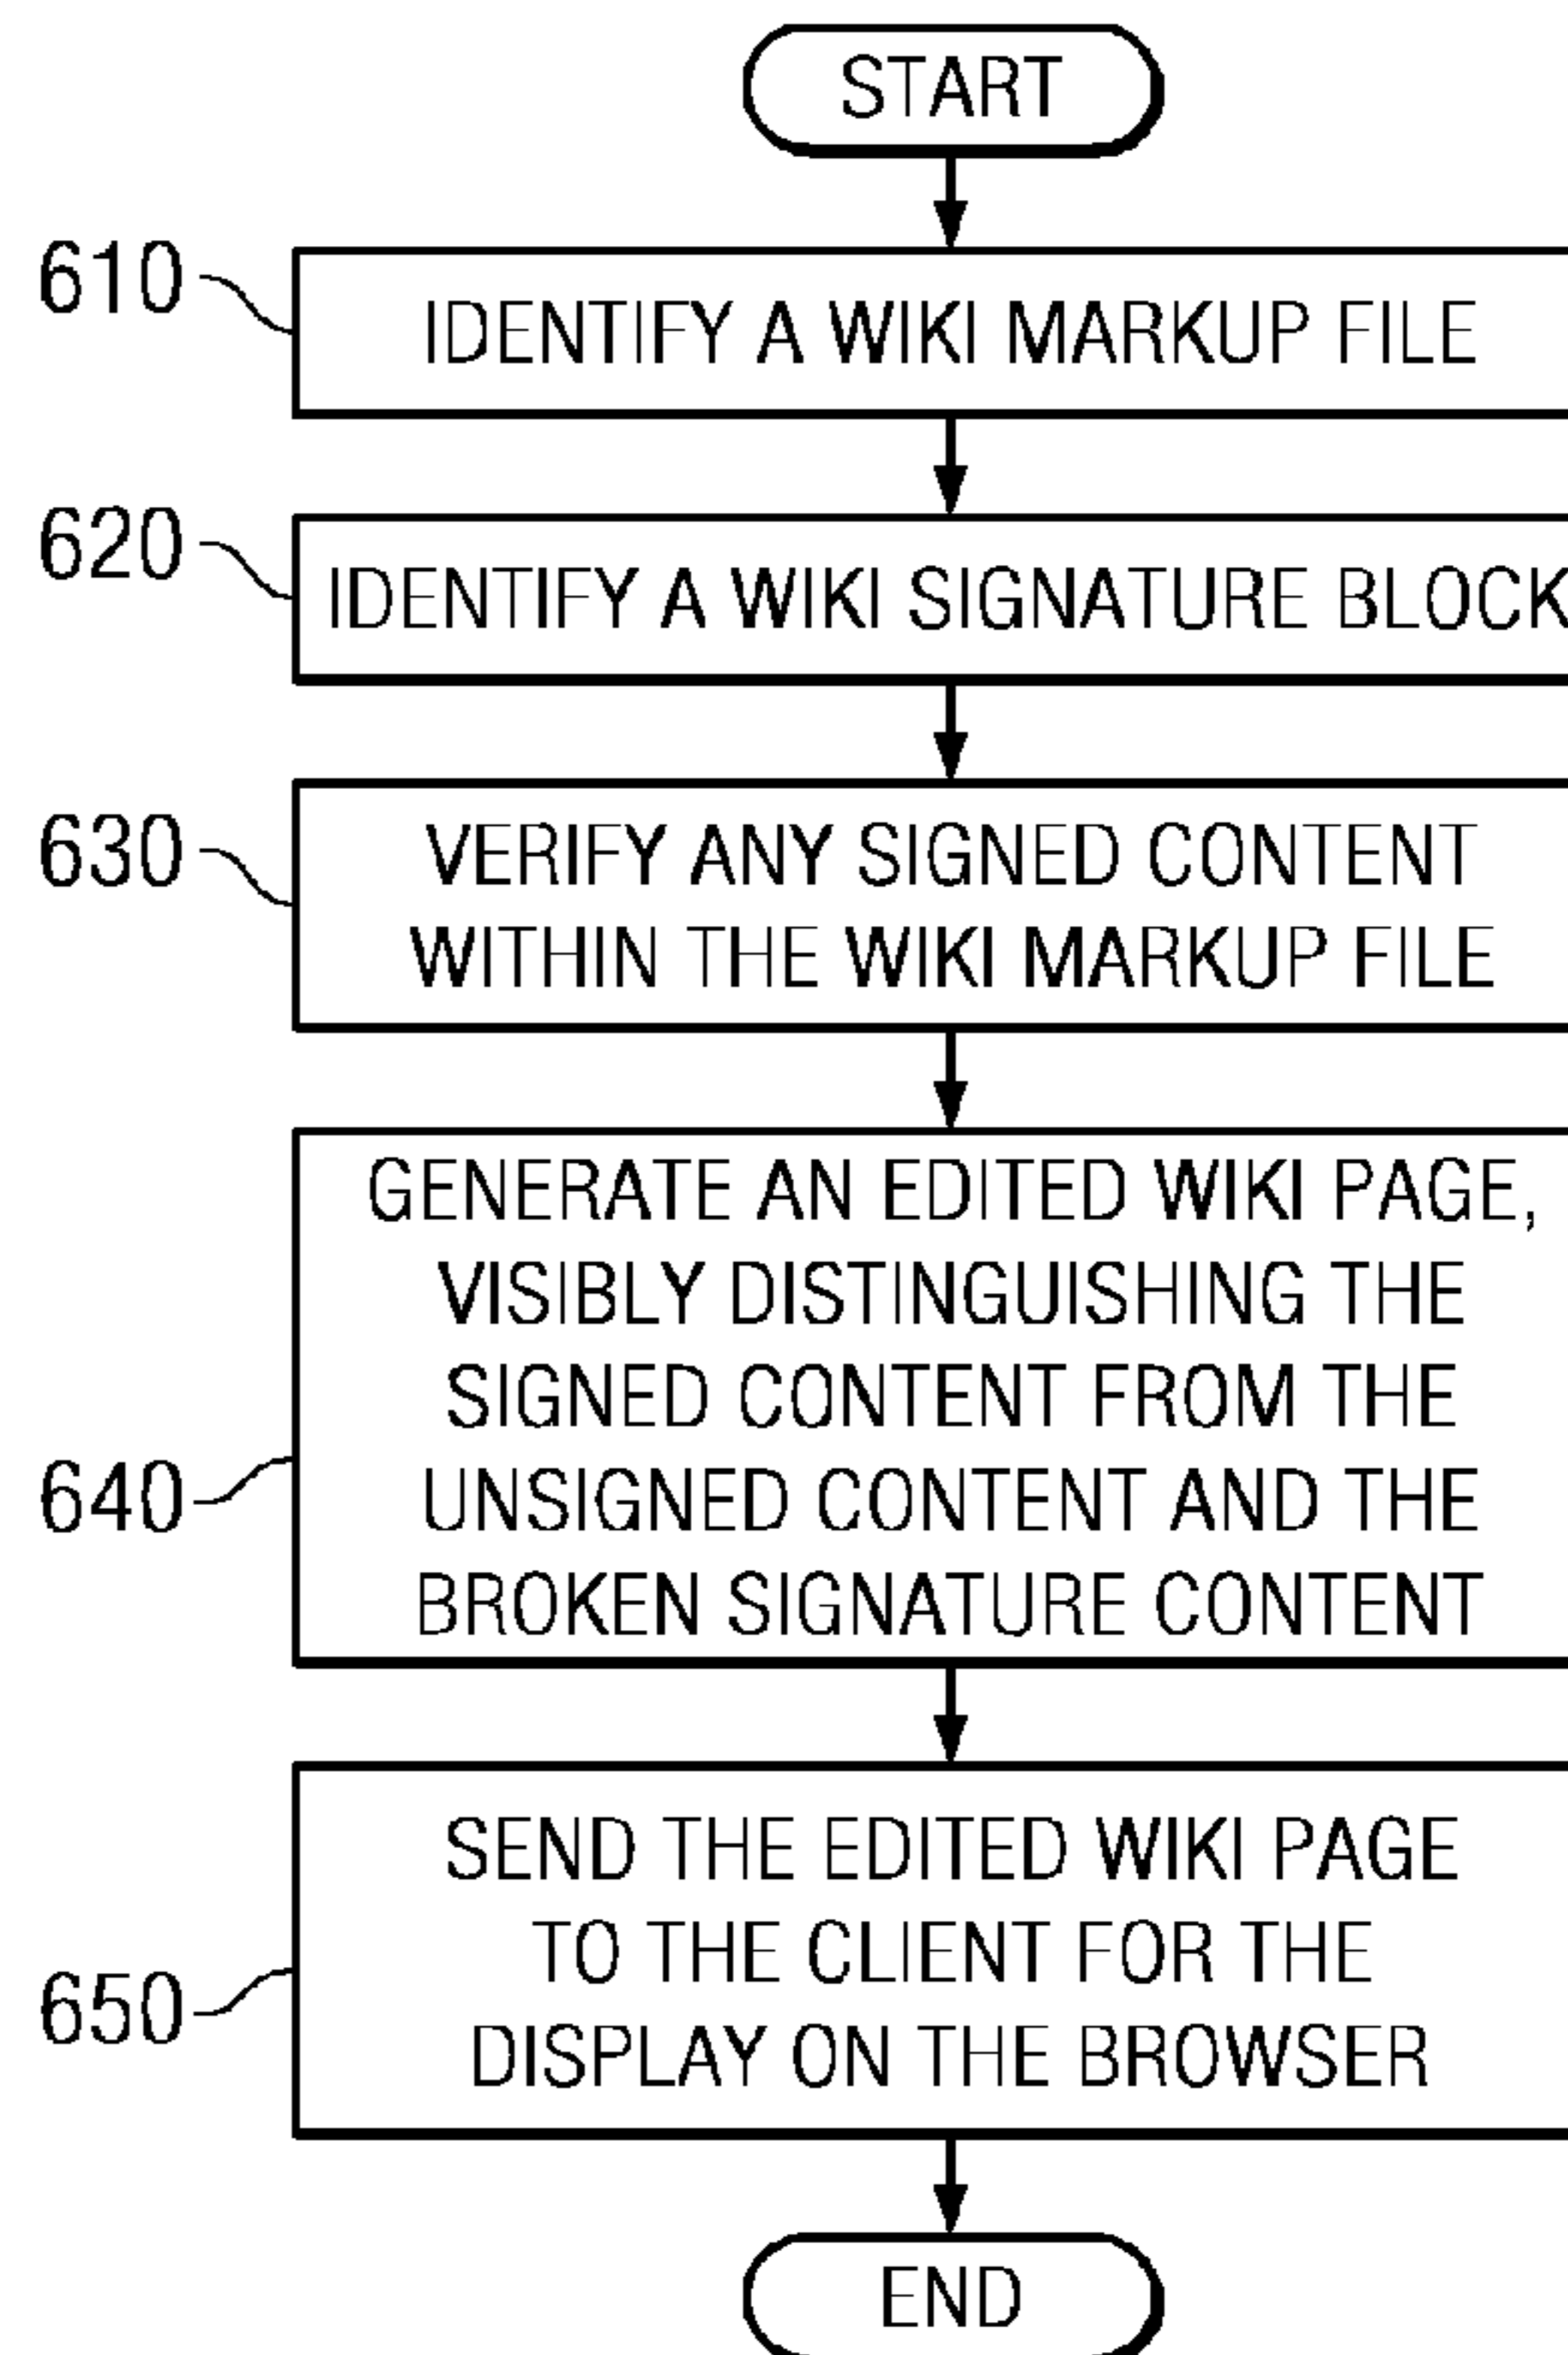 START
610
IDENTIFY A WIKI MARKUP FILE
620
IDENTIFY A WIKI SIGNATURE BLOCK
630
VERIFY ANY SIGNED CONTENT
WITHIN THE WIKI MARKUP FILE
GENERATE AN EDITED WIKI PAGE,
VISIBLY DISTINGUISHING THE
SIGNED CONTENT FROM THE
640
UNSIGNED CONTENT AND THE
BROKEN SIGNATURE CONTENT
SEND THE EDITED WIKI PAGE
TO THE CLIENT FOR THE
650
DISPLAY ON THE BROWSER
END